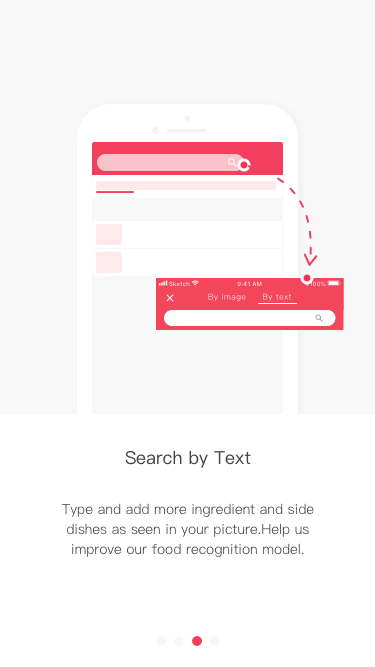 Sketch 9:41 AM 100%
By image By text
Search by Text
Type and add more ingredient and side
dishes as seen in your picture.Help us
improve our food recognition model.